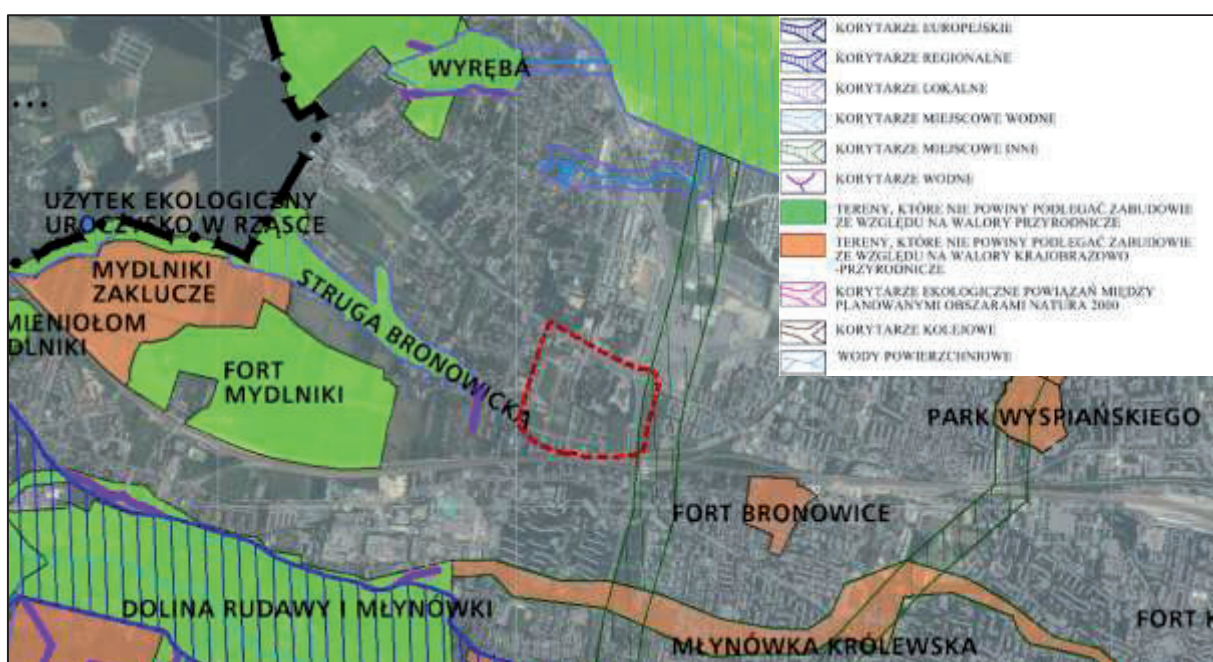 KORYTARZE EUROPEJSKIE
KORYTARZE REGIONALNE
KORYTARZE LOKALNE
KORYTARZE MIEJSCOWE WODNE
KORYTARZE MIEJSCOWE INNE
KORYTARZE WODNE
TERENY, KTÓRE NIE POWINY PODLEGAĆ ZABUDOWIE
ZE WZGLĘDU NA WALORY PRZYRODNICZE
TERENY, KTÓRE NIE POWINY PODLEGAĆ ZABUDOWIE
ZE WZGLĘDU NA WALORY KRAJOBRAZOWO
-PRZYRODNICZE
KORYTARZE EKOLOGICZNE POWIĄZAŃ MIĘDZY
PLANOWANYMI OBSZARAMI NATURA 2000
KORYTARZE KOLEJOWE
WODY POWIERZCHNIOWE
WYRĘBA
UŻYTEK EKOLOGICZNY
UROCZYSKO W RZĄSCE
MYDLNIKI
ZAKLUCZE
MIENIOŁOM
DLNIKI
STRUGA BRONOWICKA
FORT
MYDLNIKI
PARK WYSPIAŃSKIEGO
FORT BRONOWICE
DOLINA RUDAWY I MŁYNÓWKI
MŁYNÓWKA KRÓLEWSKA
FORT K